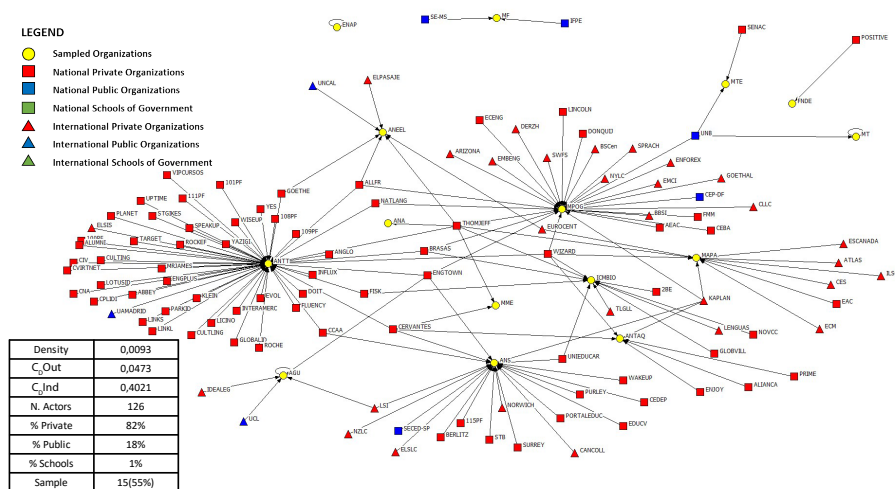 LEGEND
Sampled Organizations
National Private Organizations
National Public Organizations
National Schools of Government
International Private Organizations
International Public Organizations
International Schools of Government
ENAP
SE-MS
MF
IFPE
SENAC
POSITIVE
MTE
FNDE
UNB
MT
UNCAL
ELPASAJE
ANEEL
ECENG
LINCOLN
DERZH
DONQUIJ
ARIZONA
EMBENG
SWFS
BSCen
SPRACH
NYLC
ENFOREX
EMCI
GOETHAL
CEP-DF
CLLC
MPOG
BBSI
FMM
AEAC
CEBA
EUROCENT
VIPCURSOS
101PF
111PF
UPTIME
GOETHE
ALLFR
NATLANG
PLANET
STGIKES
YES
108PF
WISEUP
ELSIS
SPEAKUP
109PF
ANA
THOMJEFF
ALUMNI
TARGET
ROCKEF
YAZIGI
ANGLO
BRASAS
WIZARD
MAPA
ESCANADA
CIV
CULTING
CVIRTNET
MRJAMES
ANTT
INFLUX
ENGTOWN
ATLAS
ILS
LOTUSID
ENGPLUS
ICMBIO
CES
CNA
ABBEY
CPLIDI
KLEIN
EVOL
DOIT
FISK
2BE
KAPLAN
EAC
UAMADRID
PARKID
INTERAMERC
FLUENCY
MME
TLGLL
LINKS
LICINO
LINKL
CULTLING
CCAA
CERVANTES
ANTAQ
LENGUAS
NOVCC
ECM
GLOBALID
ROCHE
GLOBVILL
ANS
UNIEDUCAR
AGU
WAKEUP
PRIME
IDEALEG
PURLEY
CEDEP
ENJOY
ALIANCA
LSI
NORWICH
UCL
115PF
PORTALEDUC
EDUCV
NZLC
SECED-SP
BERLITZ
STB
SURREY
ELSLC
CANCOLL
Density 0,0093
CDOut 0,0473
CDInd 0,4021
N. Actors 126
% Private 82%
% Public 18%
% Schools 1%
Sample 15(55%)